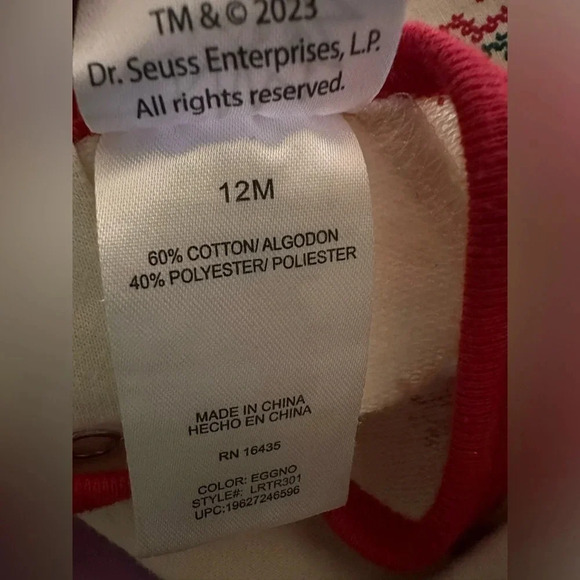 TM & © 2023
Dr. Seuss Enterprises, L.P.
All rights reserved.
12M
60% COTTON/ ALGODON
40% POLYESTER/ POLIESTER
MADE IN CHINA
HECHO EN CHINA
RN 16435
COLOR: EGGNO
STYLE#: LRTR301
UPC:19627246596